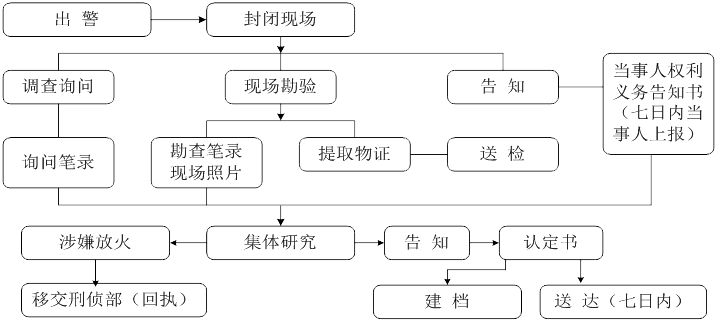 出 警
封闭现场
调查询问
现场勘验
告 知
当事人权利
义务告知书
（七日内当
事人上报）
询问笔录
勘查笔录
现场照片
提取物证
送 检
涉嫌放火
集体研究
告 知
认定书
移交刑侦部（回执）
建 档
送 达（七日内）